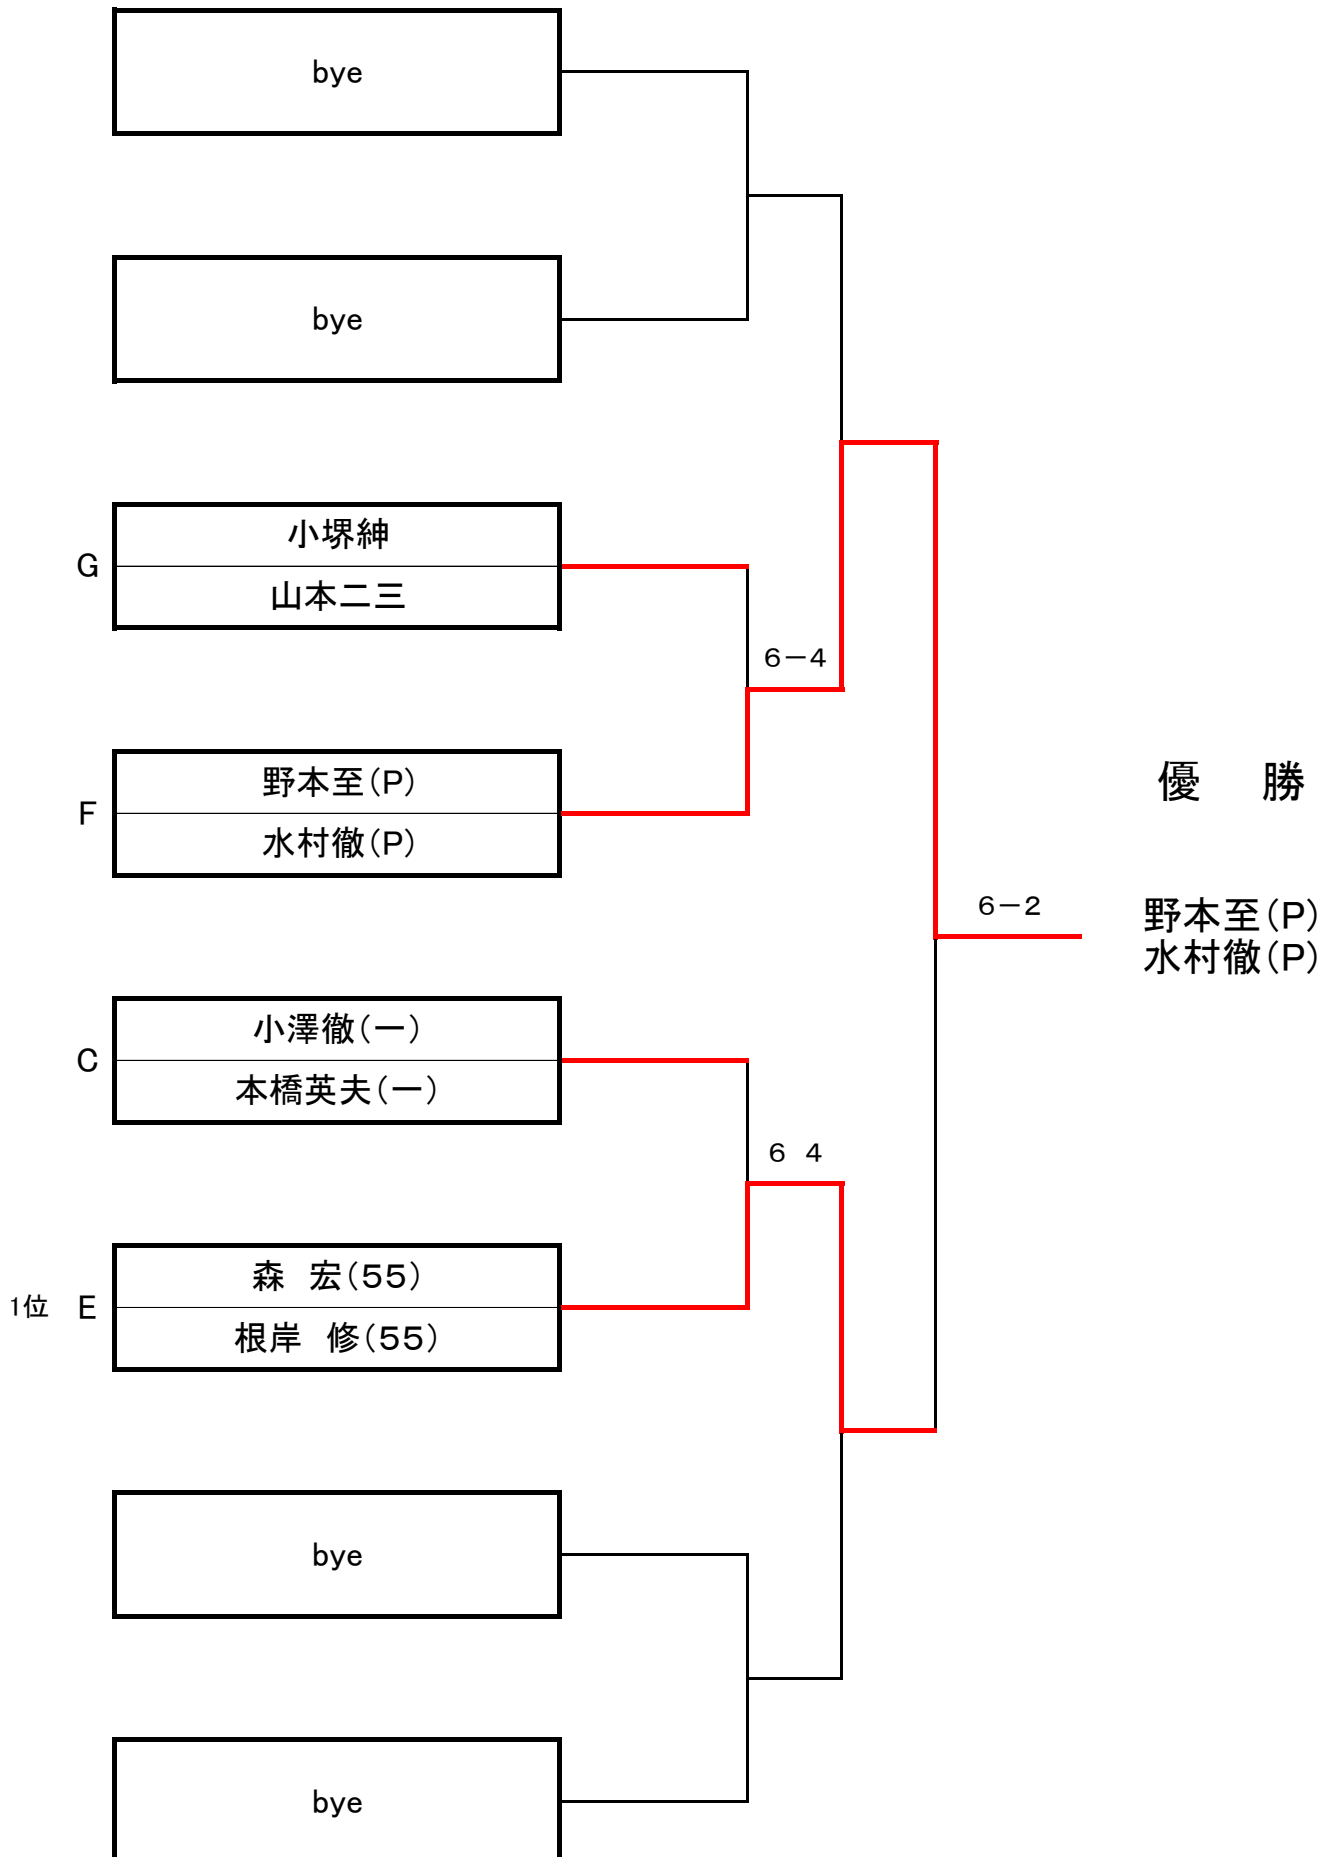 bye
bye
G
小堺紳
山本二三
6－4
F
野本至(P)
水村徹(P)
優　勝
6－2
野本至(P)
水村徹(P)
C
小澤徹(一)
本橋英夫(一)
6 4
1位 E
森　宏(55)
根岸　修(55)
bye
bye